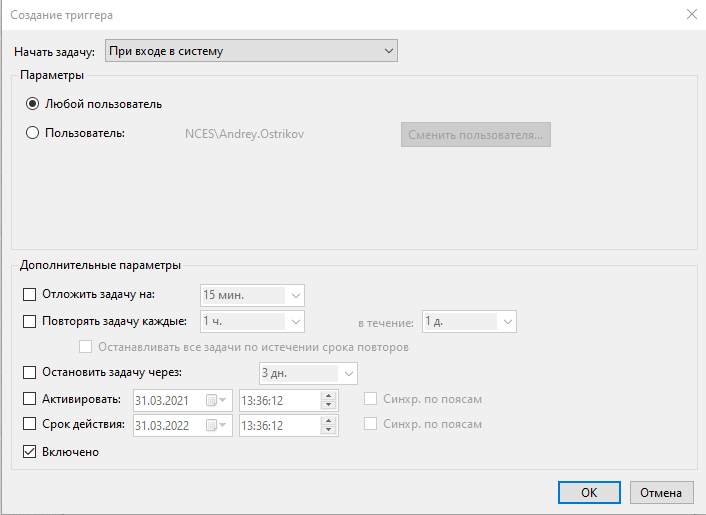 Создание триггера
Начать задачу: При входе в систему
Параметры
Любой пользователь
Пользователь: NCES\Andrey.Ostrikov Сменить пользователя...
Дополнительные параметры
Отложить задачу на: 15 мин.
Повторять задачу каждые: 1 ч. в течение: 1 д.
Останавливать все задачи по истечении срока повторов
Остановить задачу через: 3 дн.
Активировать: 31.03.2021 13:36:12 Синхр. по поясам
Срок действия: 31.03.2022 13:36:12 Синхр. по поясам
Включено
ОК Отмена